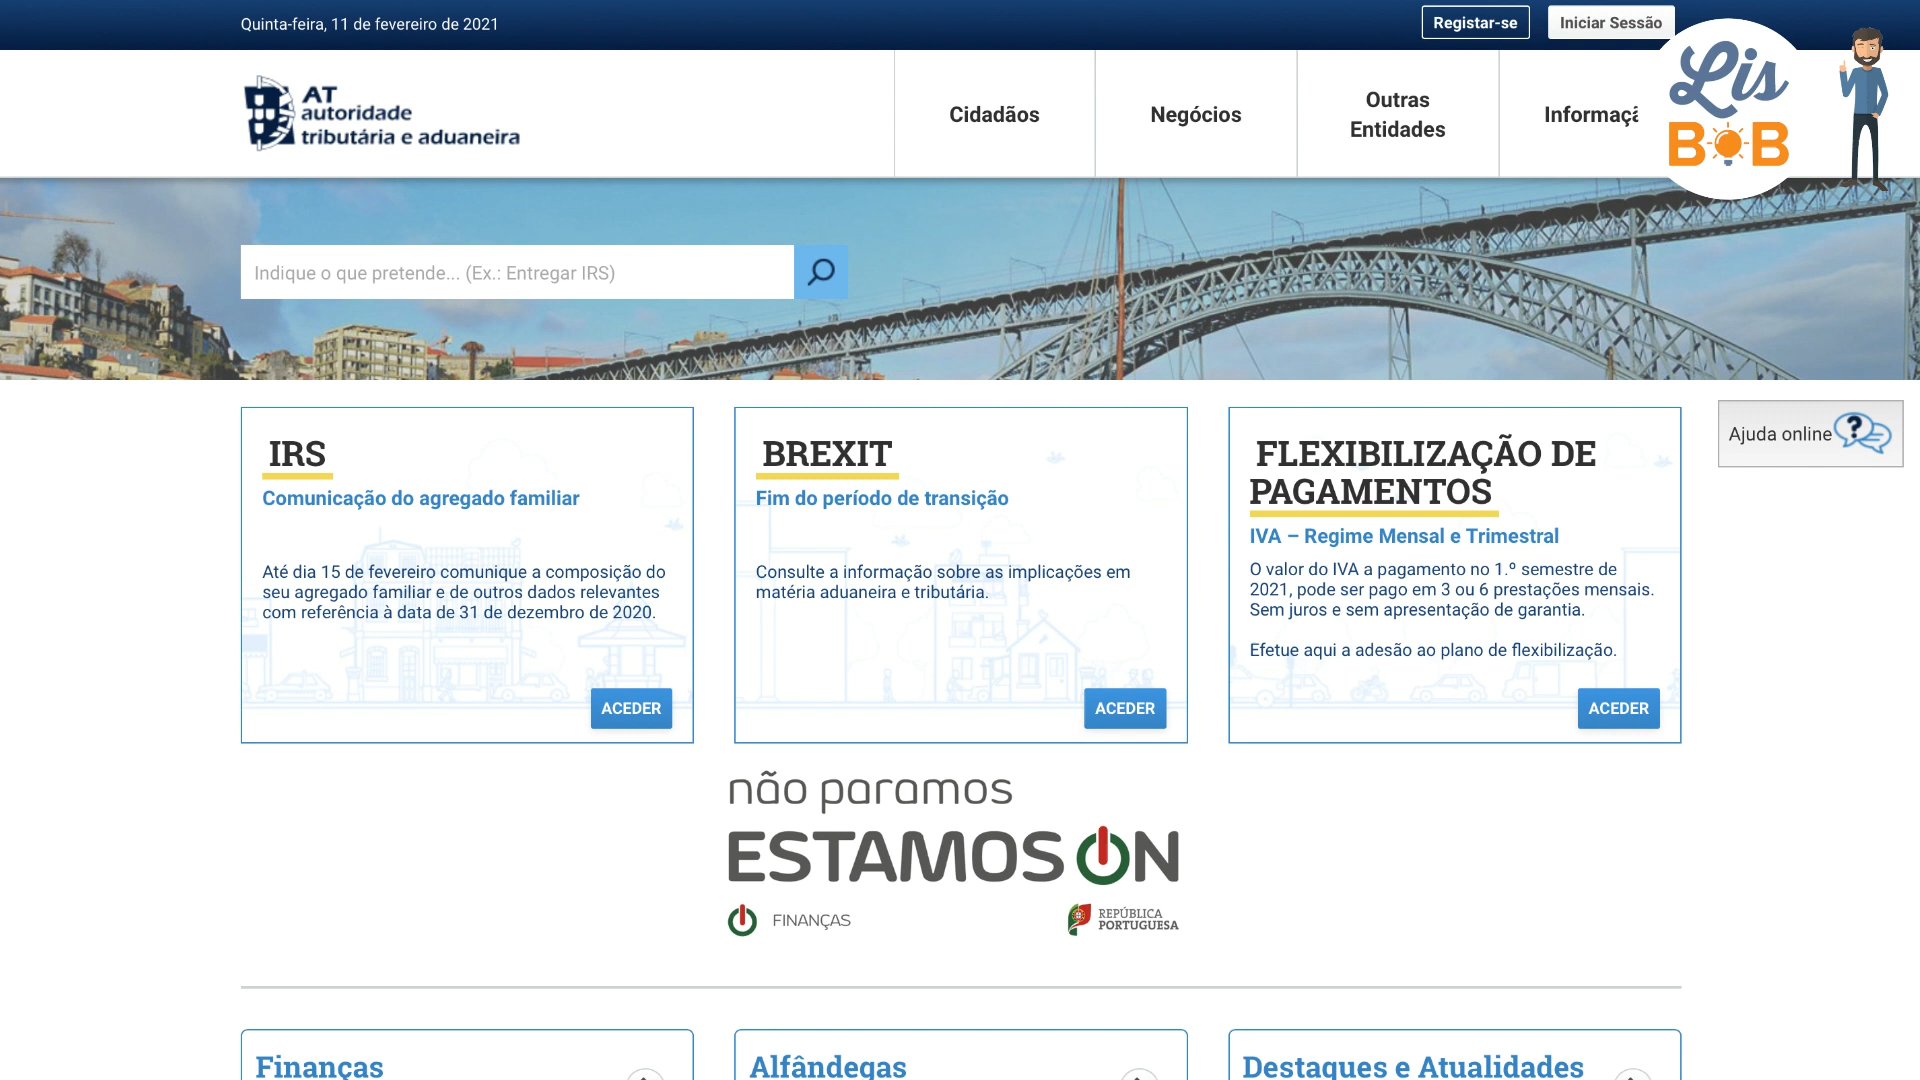 Quinta-feira, 11 de fevereiro de 2021
Registar-se
Iniciar Sessão
AT
autoridade
tributária e aduaneira
Cidadãos
Negócios
Outras
Entidades
Informaçã
Lis
BOB
Indique o que pretende... (Ex.: Entregar IRS)
Ajuda online
IRS
Comunicação do agregado familiar
Até dia 15 de fevereiro comunique a composição do
seu agregado familiar e de outros dados relevantes
com referência à data de 31 de dezembro de 2020.
ACEDER
BREXIT
Fim do período de transição
Consulte a informação sobre as implicações em
matéria aduaneira e tributária.
ACEDER
FLEXIBILIZAÇÃO DE
PAGAMENTOS
IVA – Regime Mensal e Trimestral
O valor do IVA a pagamento no 1.º semestre de
2021, pode ser pago em 3 ou 6 prestações mensais.
Sem juros e sem apresentação de garantia.
Efetue aqui a adesão ao plano de flexibilização.
ACEDER
não paramos
ESTAMOS ON
FINANÇAS
REPÚBLICA
PORTUGUESA
Finanças
Alfândegas
Destaques e Atualidades